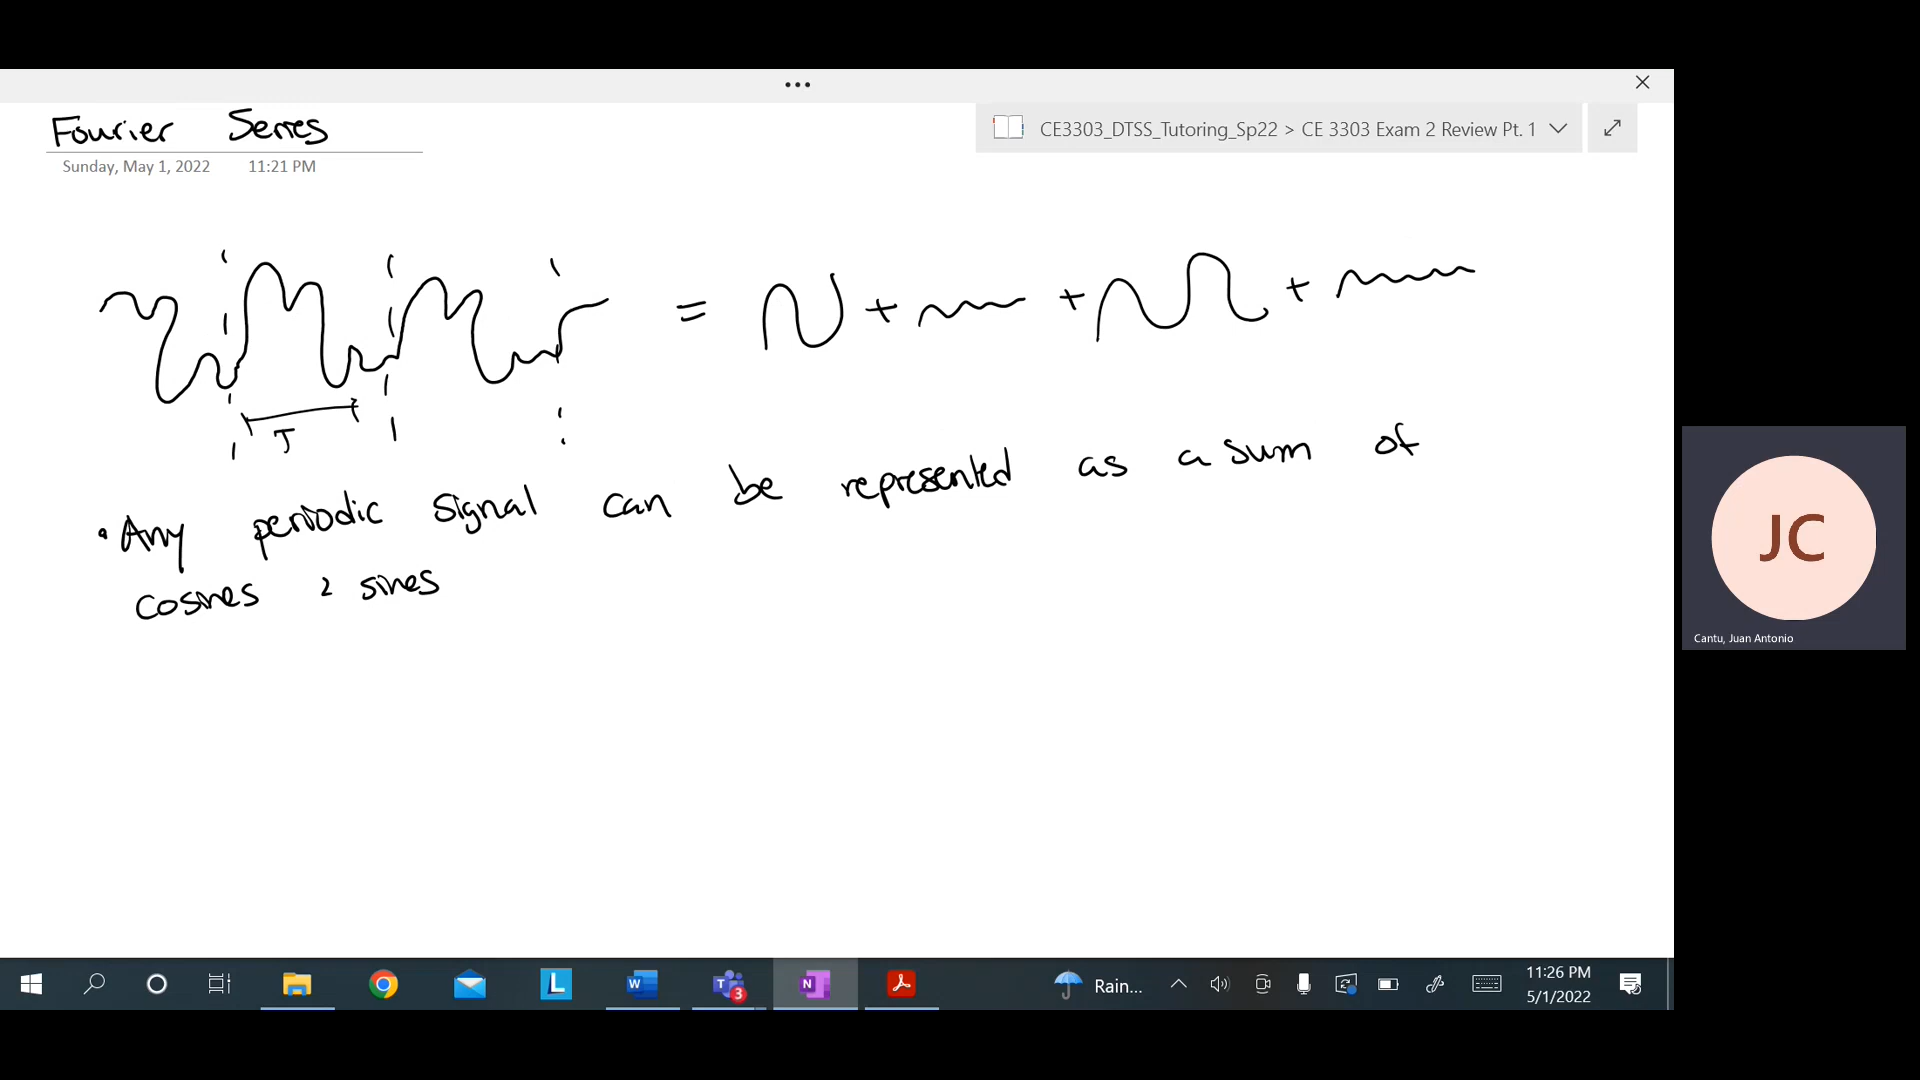 Fourier Series
CE3303_DTSS_Tutoring_Sp22 > CE 3303 Exam 2 Review Pt. 1
Sunday, May 1, 2022 11:21 PM
= + + +
T
• Any periodic signal can be represented as a sum of
cosines & sines
JC
Cantu, Juan Antonio
W T 3 N L
Rain...
11:26 PM
5/1/2022